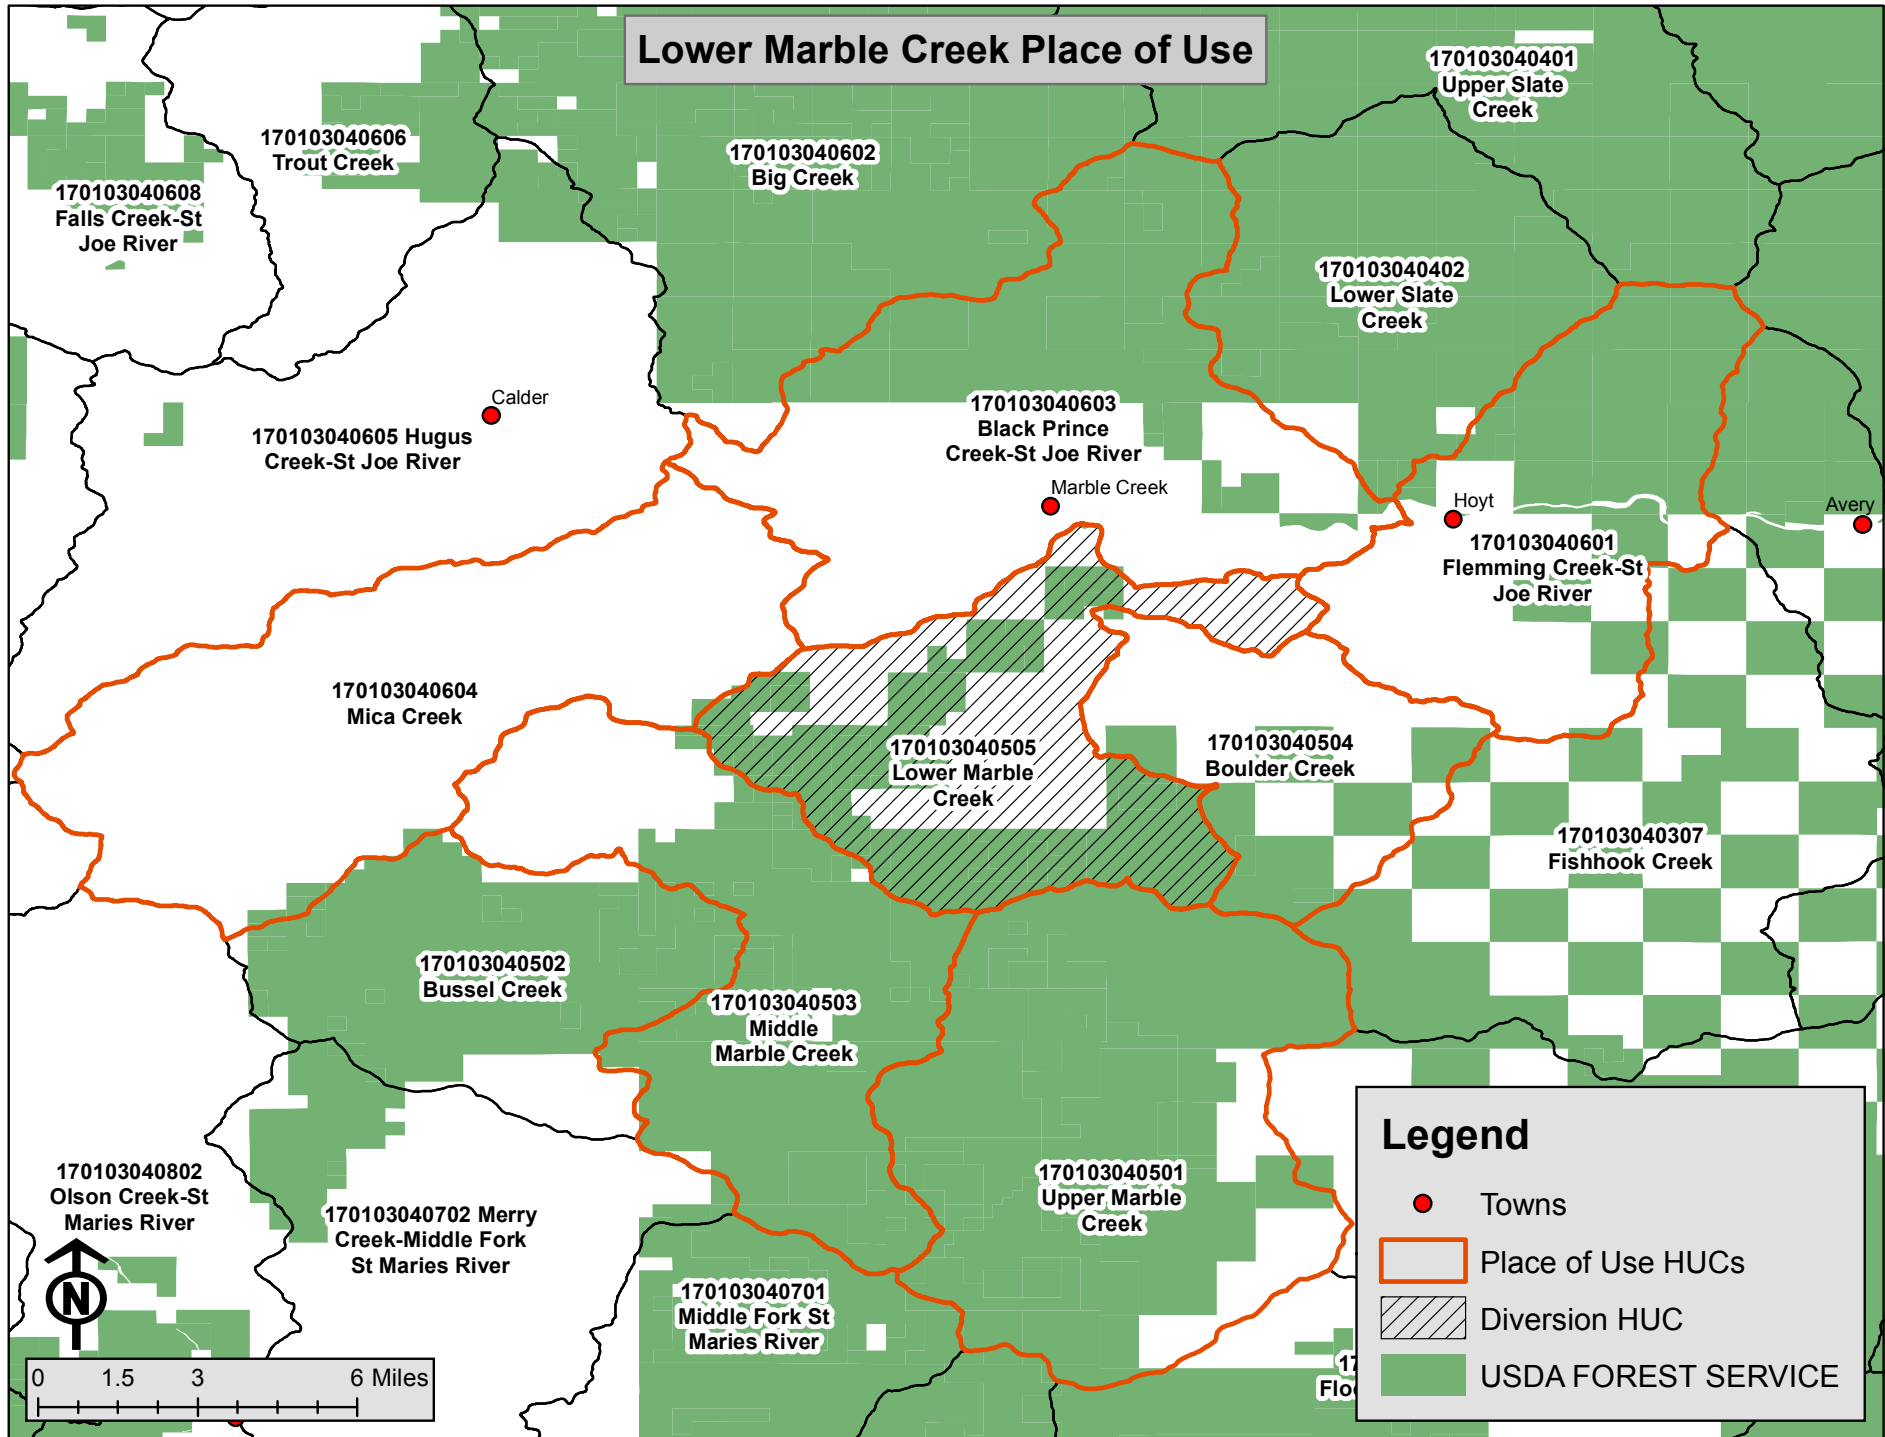 Lower Marble Creek Place of Use
170103040401
Upper Slate
Creek
170103040606
Trout Creek
170103040602
Big Creek
170103040608
Falls Creek-St
Joe River
170103040402
Lower Slate
Creek
Calder
170103040605 Hugus
Creek-St Joe River
170103040603
Black Prince
Creek-St Joe River
Marble Creek
Hoyt
Avery
170103040601
Flemming Creek-St
Joe River
170103040604
Mica Creek
170103040505
Lower Marble
Creek
170103040504
Boulder Creek
170103040307
Fishhook Creek
170103040502
Bussel Creek
170103040503
Middle
Marble Creek
170103040802
Olson Creek-St
Maries River
170103040702 Merry
Creek-Middle Fork
St Maries River
170103040501
Upper Marble
Creek
170103040701
Middle Fork St
Maries River
17
Floo
N
0 1.5 3 6 Miles
Legend
Towns
Place of Use HUCs
Diversion HUC
USDA FOREST SERVICE